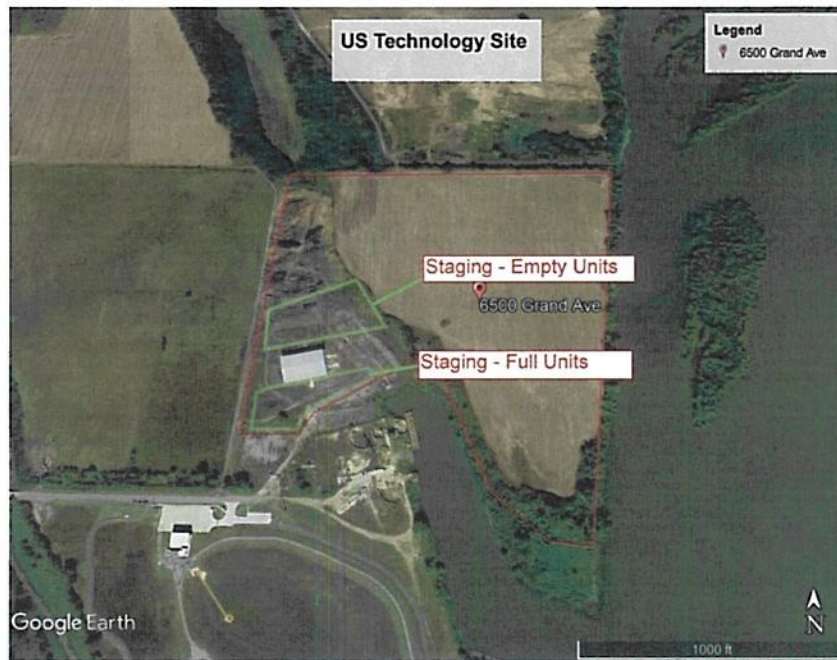 US Technology Site
Legend
6500 Grand Ave
Staging - Empty Units
6500 Grand Ave
Staging - Full Units
Google Earth
N
1000 ft